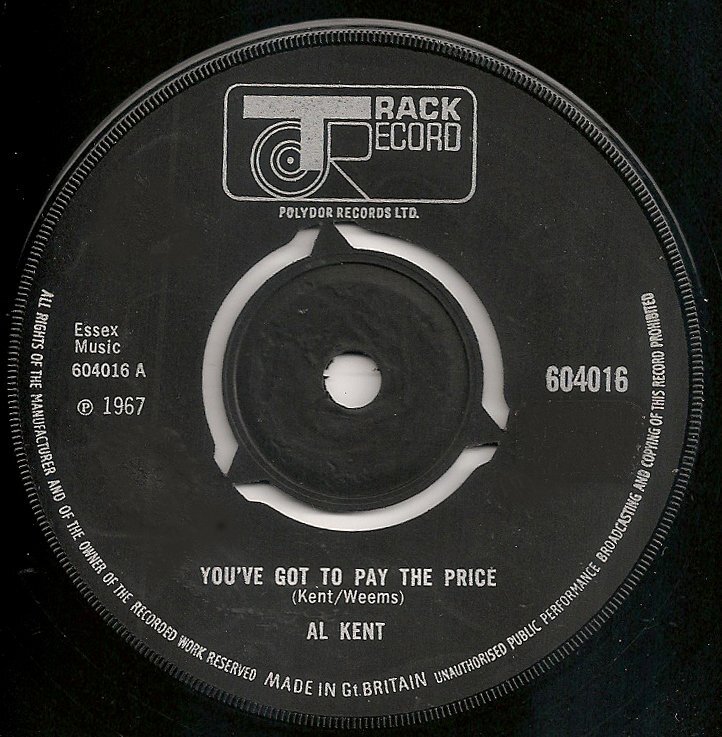 TRACK
RECORD
POLYDOR RECORDS LTD.
Essex
Music
604016 A
℗ 1967
604016
YOU'VE GOT TO PAY THE PRICE
(Kent/Weems)
AL KENT
ALL RIGHTS OF THE MANUFACTURER AND OF THE OWNER OF THE RECORDED WORK RESERVED
MADE IN Gt.BRITAIN
UNAUTHORISED PUBLIC PERFORMANCE BROADCASTING AND COPYING OF THIS RECORD PROHIBITED